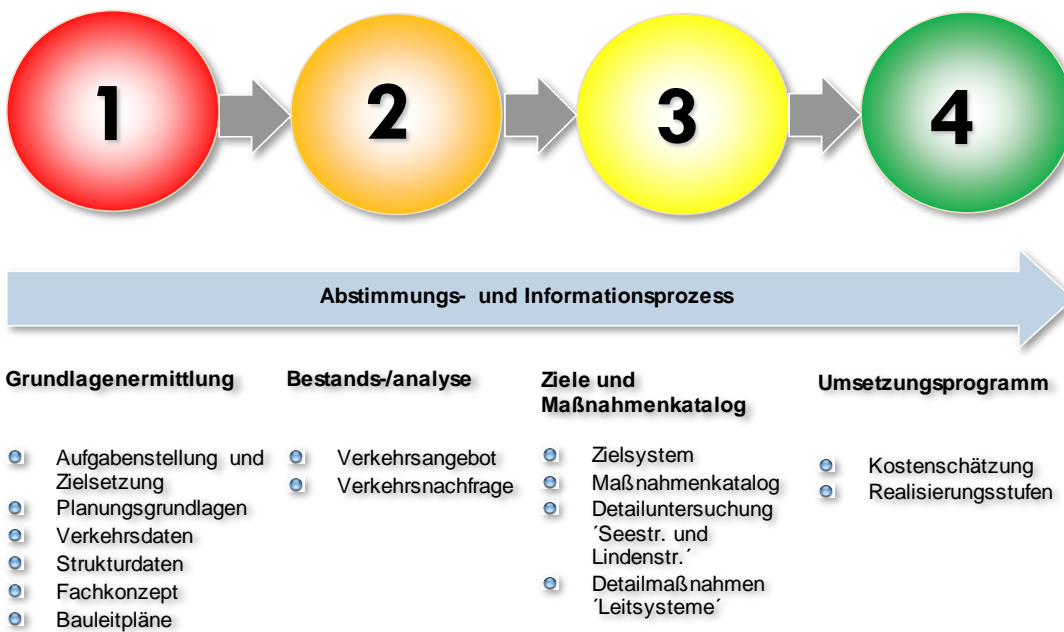 1
2
3
4
Abstimmungs- und Informationsprozess
Grundlagenermittlung
Aufgabenstellung und
Zielsetzung
Planungsgrundlagen
Verkehrsdaten
Strukturdaten
Fachkonzept
Bauleitpläne
Bestands-/analyse
Verkehrsangebot
Verkehrsnachfrage
Ziele und
Maßnahmenkatalog
Zielsystem
Maßnahmenkatalog
Detailuntersuchung
´Seestr. und
Lindenstr.´
Detailmaßnahmen
´Leitsysteme´
Umsetzungsprogramm
Kostenschätzung
Realisierungsstufen